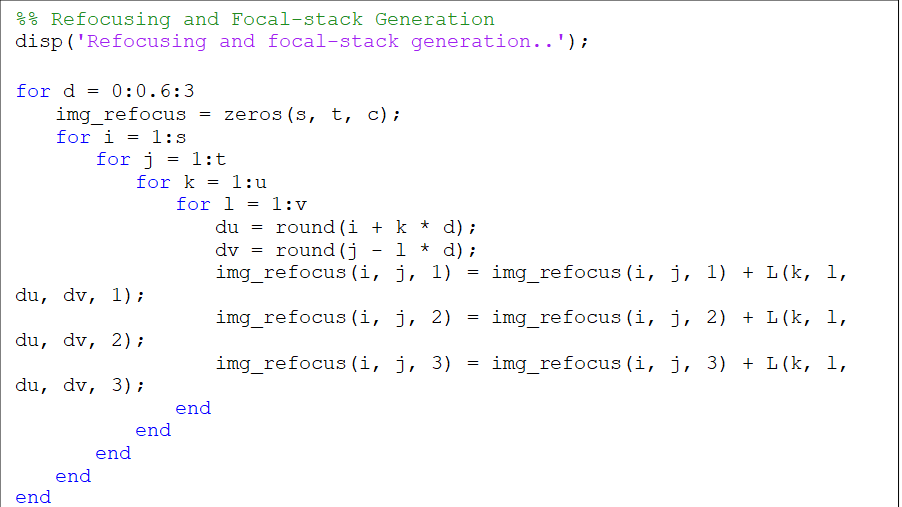 %% Refocusing and Focal-stack Generation
disp('Refocusing and focal-stack generation..');
for d = 0:0.6:3
img_refocus = zeros(s, t, c);
for i = 1:s
for j = 1:t
for k = 1:u
for l = 1:v
du = round(i + k * d);
dv = round(j - l * d);
img_refocus(i, j, 1) = img_refocus(i, j, 1) + L(k, l,
du, dv, 1);
img_refocus(i, j, 2) = img_refocus(i, j, 2) + L(k, l,
du, dv, 2);
img_refocus(i, j, 3) = img_refocus(i, j, 3) + L(k, l,
du, dv, 3);
end
end
end
end
end